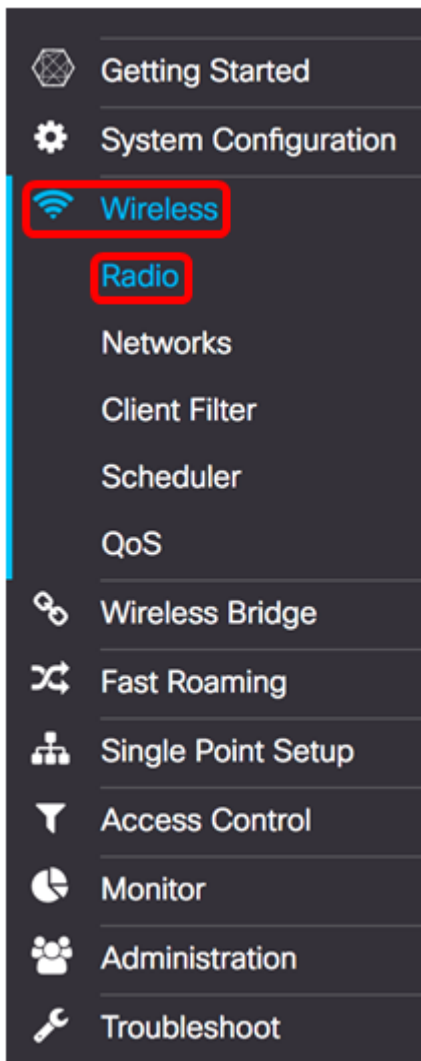 Getting Started
System Configuration
Wireless
Radio
Networks
Client Filter
Scheduler
QoS
Wireless Bridge
Fast Roaming
Single Point Setup
Access Control
Monitor
Administration
Troubleshoot